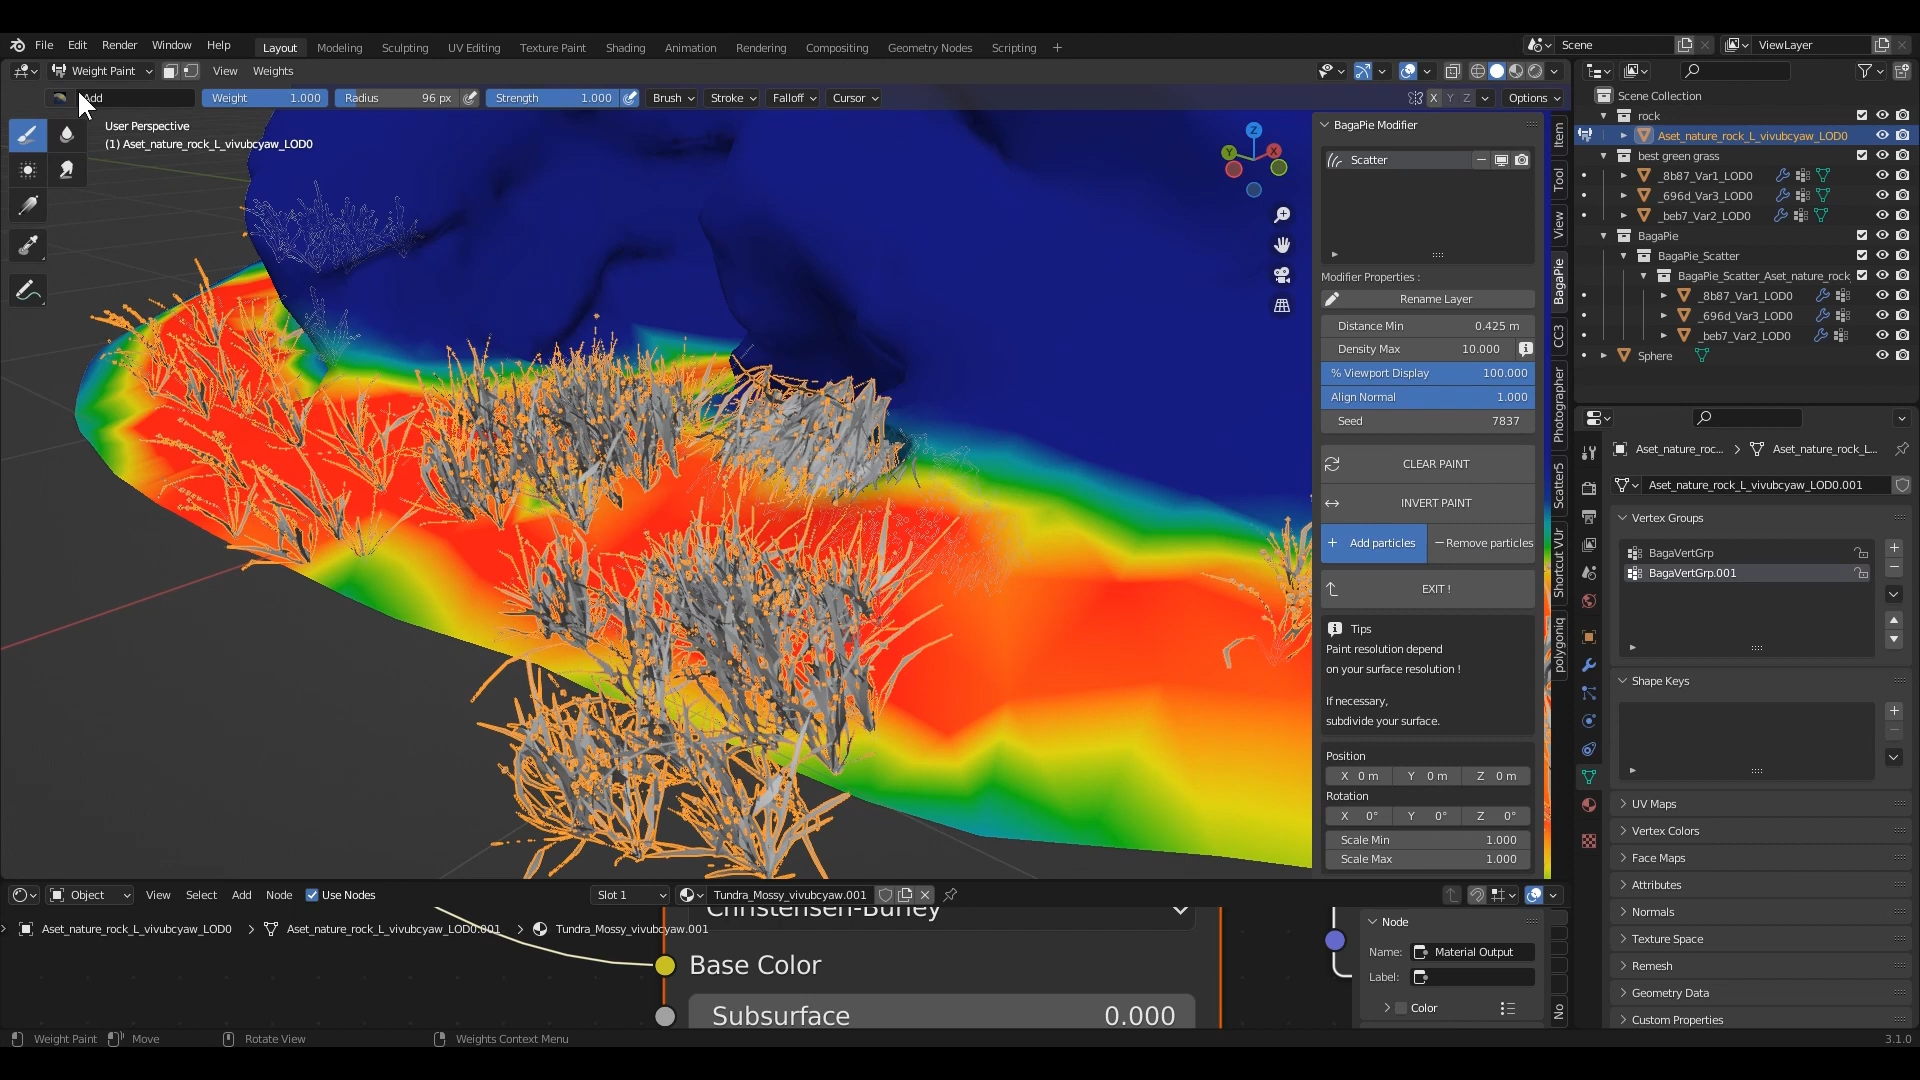 File Edit Render Window Help Layout Modeling Sculpting UV Editing Texture Paint Shading Animation Rendering Compositing Geometry Nodes Scripting + Scene ViewLayer
Weight Paint View Weights
Add Weight 1.000 Radius 96 px Strength 1.000 Brush Stroke Falloff Cursor X Y Z Options
User Perspective
(1) Aset_nature_rock_L_vivubcyaw_LOD0
Z
Y
X
BagaPie Modifier
Scatter
Modifier Properties :
Rename Layer
Distance Min 0.425 m
Density Max 10.000
% Viewport Display 100.000
Align Normal 1.000
Seed 7837
CLEAR PAINT
INVERT PAINT
Add particles Remove particles
EXIT !
Tips
Paint resolution depend
on your surface resolution !
If necessary,
subdivide your surface.
Position
X 0 m Y 0 m Z 0 m
Rotation
X 0° Y 0° Z 0°
Scale Min 1.000
Scale Max 1.000
Item
Tool
View
BagaPie
CC3
Photographer
Scatter5
Shortcut VUr
polygoniq
Scene Collection
rock
Aset_nature_rock_L_vivubcyaw_LOD0
best green grass
_8b87_Var1_LOD0
_696d_Var3_LOD0
_beb7_Var2_LOD0
BagaPie
BagaPie_Scatter
BagaPie_Scatter_Aset_nature_rock
_8b87_Var1_LOD0
_696d_Var3_LOD0
_beb7_Var2_LOD0
Sphere
Aset_nature_roc... Aset_nature_rock_L...
Aset_nature_rock_L_vivubcyaw_LOD0.001
Vertex Groups
BagaVertGrp
BagaVertGrp.001
Shape Keys
UV Maps
Vertex Colors
Face Maps
Attributes
Normals
Texture Space
Remesh
Geometry Data
Custom Properties
Object View Select Add Node Use Nodes Slot 1 Tundra_Mossy_vivubcyaw.001
Aset_nature_rock_L_vivubcyaw_LOD0 Aset_nature_rock_L_vivubcyaw_LOD0.001 Tundra_Mossy_vivubcyaw.001
Christensen-Burley
Base Color
Subsurface 0.000
Node
Name: Material Output
Label:
Color
No
Weight Paint Move Rotate View Weights Context Menu 3.1.0